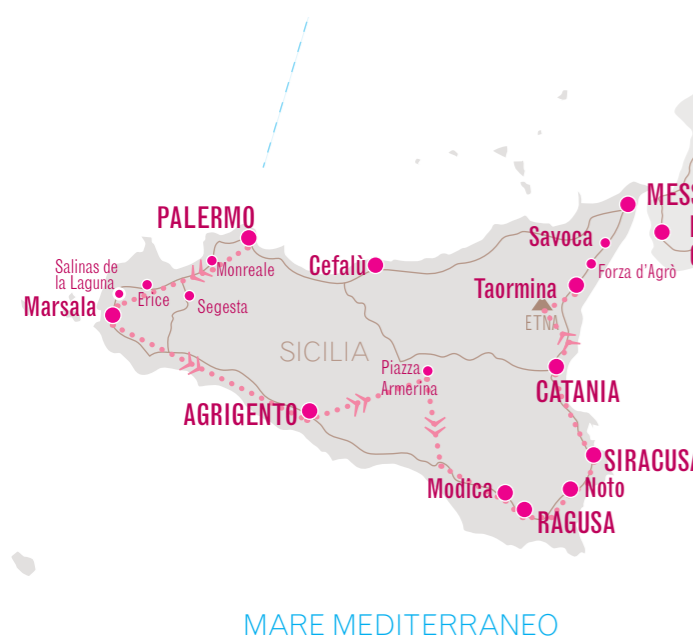 MESS
PALERMO
Savoca
Monreale
Cefalù
Forza d'Agrò
Salinas de
la Laguna
Erice
Taormina
Marsala
Segesta
ETNA
SICILIA
Piazza
Armerina
CATANIA
AGRIGENTO
SIRACUSA
Modica
Noto
RAGUSA
MARE MEDITERRANEO